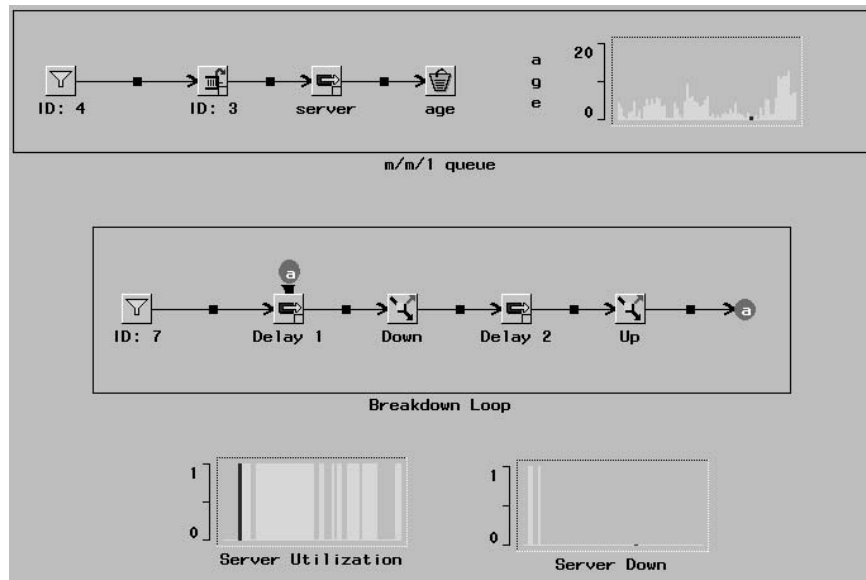 20
a
g
e
0
ID: 4
ID: 3
server
age
m/m/1 queue
a
a
ID: 7
Delay 1
Down
Delay 2
Up
Breakdown Loop
1
0
Server Utilization
1
0
Server Down